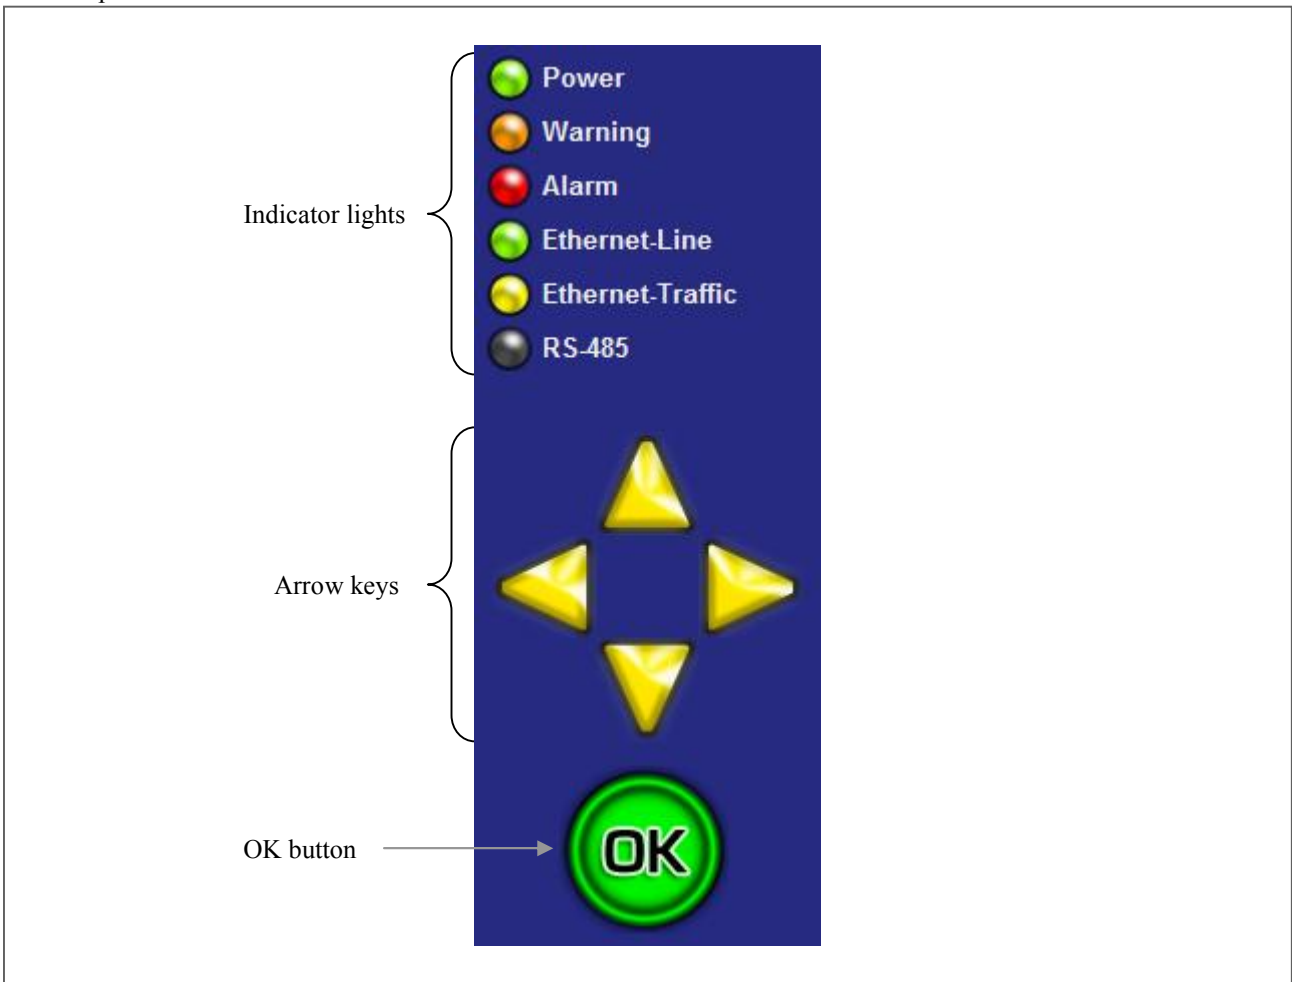 Power
Warning
Alarm
Indicator lights
Ethernet-Line
Ethernet-Traffic
RS-485
Arrow keys
OK button
OK